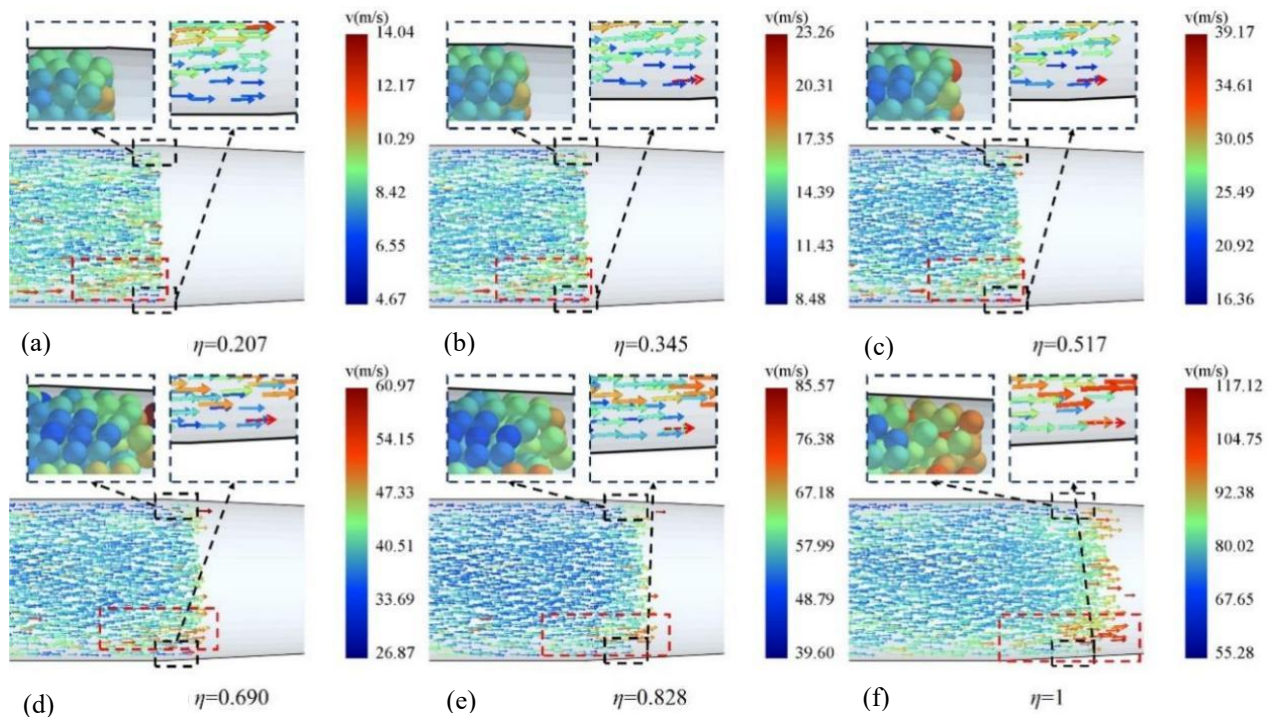 v(m/s)
14.04
12.17
10.29
8.42
6.55
4.67
(a)
η=0.207
v(m/s)
23.26
20.31
17.35
14.39
11.43
8.48
(b)
η=0.345
v(m/s)
39.17
34.61
30.05
25.49
20.92
16.36
(c)
η=0.517
v(m/s)
60.97
54.15
47.33
40.51
33.69
26.87
(d)
η=0.690
v(m/s)
85.57
76.38
67.18
57.99
48.79
39.60
(e)
η=0.828
v(m/s)
117.12
104.75
92.38
80.02
67.65
55.28
(f)
η=1